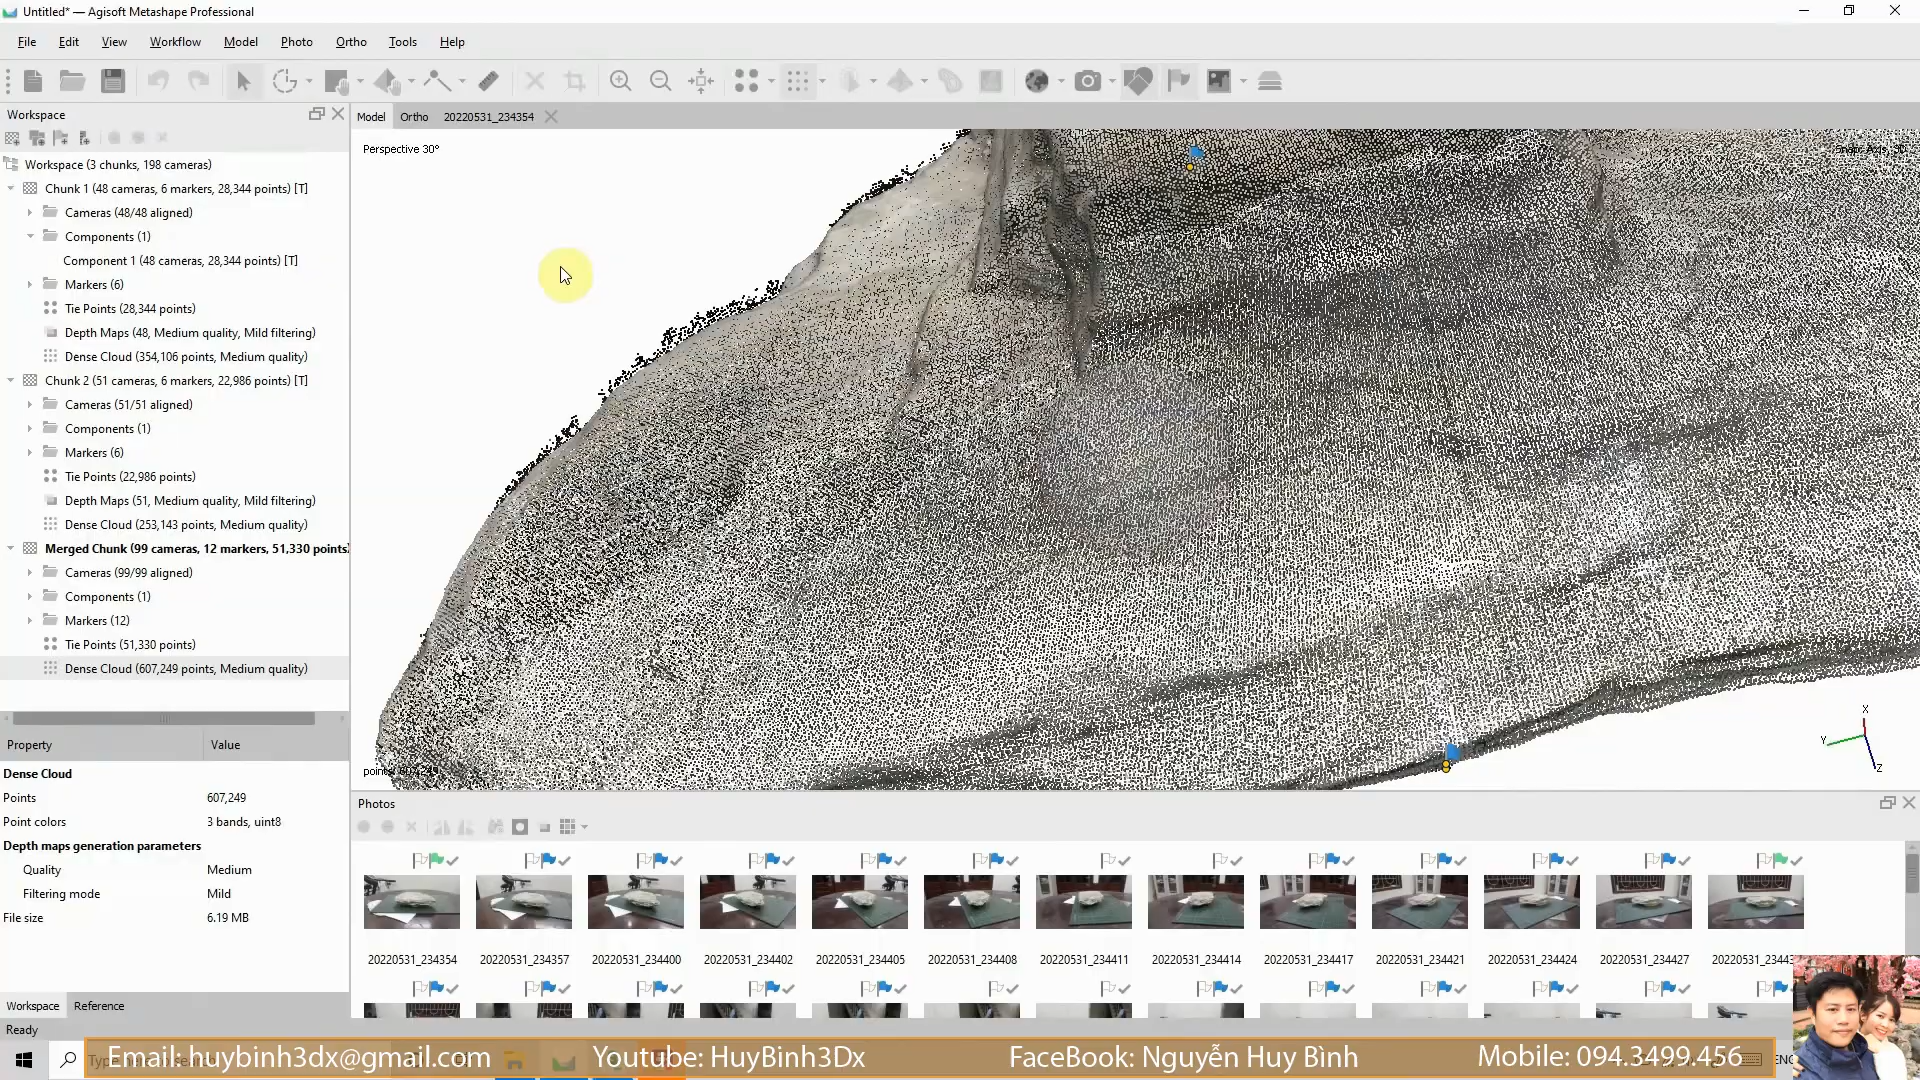 Untitled* — Agisoft Metashape Professional
File Edit View Workflow Model Photo Ortho Tools Help
Workspace
Model Ortho 20220531_234354
Perspective 30°
Workspace (3 chunks, 198 cameras)
Chunk 1 (48 cameras, 6 markers, 28,344 points) [T]
Cameras (48/48 aligned)
Components (1)
Component 1 (48 cameras, 28,344 points) [T]
Markers (6)
Tie Points (28,344 points)
Depth Maps (48, Medium quality, Mild filtering)
Dense Cloud (354,106 points, Medium quality)
Chunk 2 (51 cameras, 6 markers, 22,986 points) [T]
Cameras (51/51 aligned)
Components (1)
Markers (6)
Tie Points (22,986 points)
Depth Maps (51, Medium quality, Mild filtering)
Dense Cloud (253,143 points, Medium quality)
Merged Chunk (99 cameras, 12 markers, 51,330 points)
Cameras (99/99 aligned)
Components (1)
Markers (12)
Tie Points (51,330 points)
Dense Cloud (607,249 points, Medium quality)
X
Y
Z
Property Value
Dense Cloud
Points 607,249
Point colors 3 bands, uint8
Depth maps generation parameters
Quality Medium
Filtering mode Mild
File size 6.19 MB
Photos
20220531_234354 20220531_234357 20220531_234400 20220531_234402 20220531_234405 20220531_234408 20220531_234411 20220531_234414 20220531_234417 20220531_234421 20220531_234424 20220531_234427
Workspace Reference
Ready
Email: huybinh3dx@gmail.com Youtube: HuyBinh3Dx FaceBook: Nguyễn Huy Bình Mobile: 094.3499.456